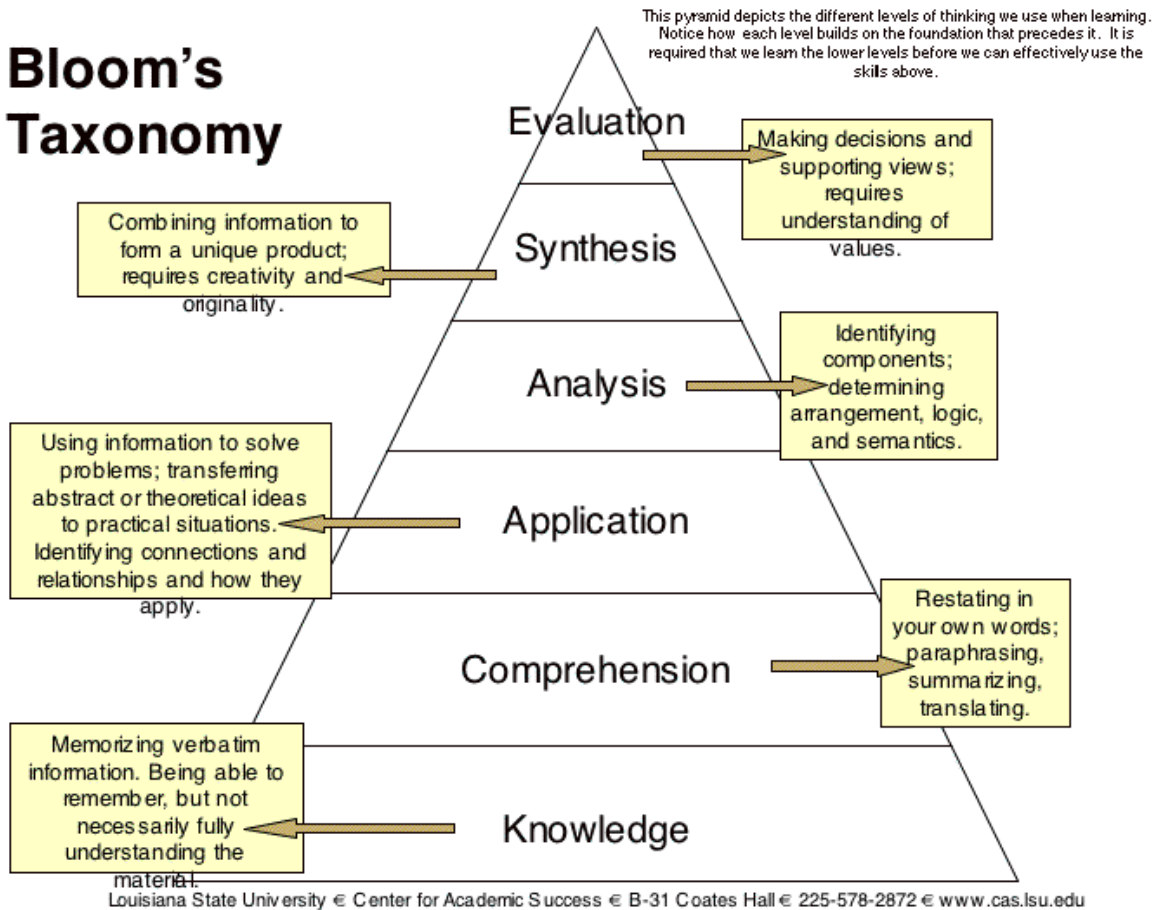 This pyramid depicts the different levels of thinking we use when learning.
Notice how each level builds on the foundation that precedes it. It is
required that we learn the lower levels before we can effectively use the
skills above.
Bloom's
Taxonomy
Evaluation
Making decisions and
supporting views;
requires
understanding of
values.
Combining information to
form a unique product;
requires creativity and
originality.
Synthesis
Analysis
Identifying
components;
determining
arrangement, logic,
and semantics.
Using information to solve
problems; transferring
abstract or theoretical ideas
to practical situations.
Identifying connections and
relationships and how they
apply.
Application
Comprehension
Restating in
your own words;
paraphrasing,
summarizing,
translating.
Memorizing verbatim
information. Being able to
remember, but not
necessarily fully
understanding the
material.
Knowledge
Louisiana State University € Center for Academic Success € B-31 Coates Hall € 225-578-2872 € www.cas.lsu.edu